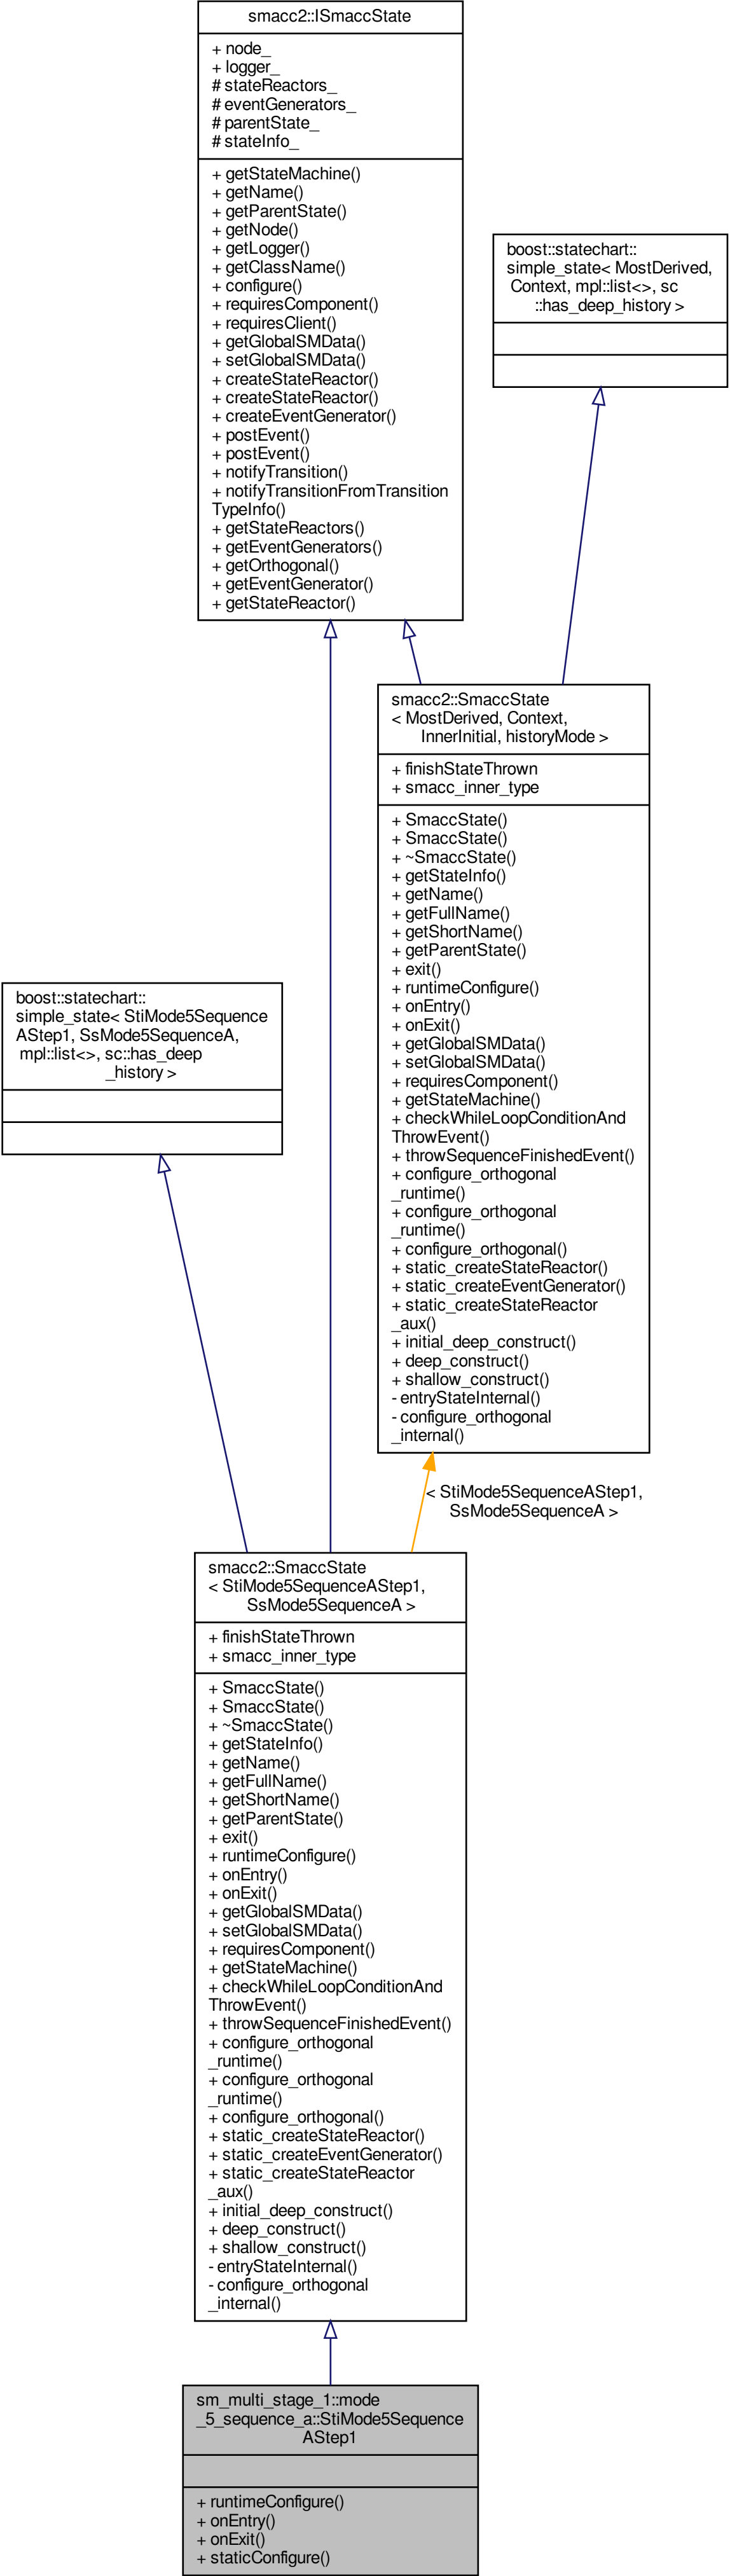 smacc2::ISmaccState
+ node_
+ logger_
# stateReactors_
# eventGenerators_
# parentState_
# stateInfo_
+ getStateMachine()
+ getName()
+ getParentState()
+ getNode()
+ getLogger()
+ getClassName()
+ configure()
+ requiresComponent()
+ requiresClient()
+ getGlobalSMData()
+ setGlobalSMData()
+ createStateReactor()
+ createStateReactor()
+ createEventGenerator()
+ postEvent()
+ postEvent()
+ notifyTransition()
+ notifyTransitionFromTransition
TypeInfo()
+ getStateReactors()
+ getEventGenerators()
+ getOrthogonal()
+ getEventGenerator()
+ getStateReactor()
boost::statechart::
simple_state< MostDerived,
Context, mpl::list<>, sc
::has_deep_history >
smacc2::SmaccState
< MostDerived, Context,
InnerInitial, historyMode >
+ finishStateThrown
+ smacc_inner_type
+ SmaccState()
+ SmaccState()
+ ~SmaccState()
+ getStateInfo()
+ getName()
+ getFullName()
+ getShortName()
+ getParentState()
+ exit()
+ runtimeConfigure()
+ onEntry()
+ onExit()
+ getGlobalSMData()
+ setGlobalSMData()
+ requiresComponent()
+ getStateMachine()
+ checkWhileLoopConditionAnd
ThrowEvent()
+ throwSequenceFinishedEvent()
+ configure_orthogonal
_runtime()
+ configure_orthogonal
_runtime()
+ configure_orthogonal()
+ static_createStateReactor()
+ static_createEventGenerator()
+ static_createStateReactor
_aux()
+ initial_deep_construct()
+ deep_construct()
+ shallow_construct()
- entryStateInternal()
- configure_orthogonal
_internal()
boost::statechart::
simple_state< StiMode5Sequence
AStep1, SsMode5SequenceA,
mpl::list<>, sc::has_deep
_history >
< StiMode5SequenceAStep1,
SsMode5SequenceA >
smacc2::SmaccState
< StiMode5SequenceAStep1,
SsMode5SequenceA >
+ finishStateThrown
+ smacc_inner_type
+ SmaccState()
+ SmaccState()
+ ~SmaccState()
+ getStateInfo()
+ getName()
+ getFullName()
+ getShortName()
+ getParentState()
+ exit()
+ runtimeConfigure()
+ onEntry()
+ onExit()
+ getGlobalSMData()
+ setGlobalSMData()
+ requiresComponent()
+ getStateMachine()
+ checkWhileLoopConditionAnd
ThrowEvent()
+ throwSequenceFinishedEvent()
+ configure_orthogonal
_runtime()
+ configure_orthogonal
_runtime()
+ configure_orthogonal()
+ static_createStateReactor()
+ static_createEventGenerator()
+ static_createStateReactor
_aux()
+ initial_deep_construct()
+ deep_construct()
+ shallow_construct()
- entryStateInternal()
- configure_orthogonal
_internal()
sm_multi_stage_1::mode
_5_sequence_a::StiMode5Sequence
AStep1
+ runtimeConfigure()
+ onEntry()
+ onExit()
+ staticConfigure()